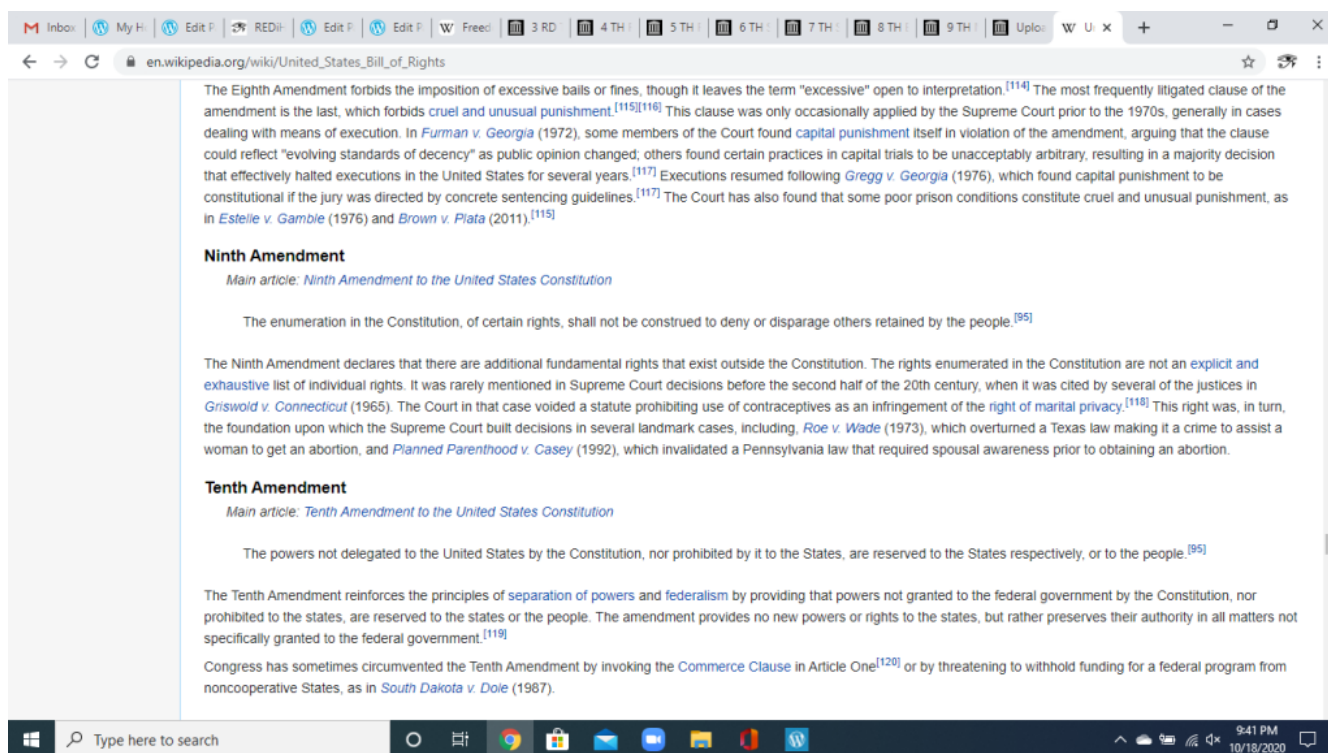 Inbox My H Edit P REDiH Edit P Edit P Freed 3 RD 4 TH 5 TH 6 TH 7 TH 8 TH 9 TH Uploa U
en.wikipedia.org/wiki/United_States_Bill_of_Rights
The Eighth Amendment forbids the imposition of excessive bails or fines, though it leaves the term "excessive" open to interpretation.[114] The most frequently litigated clause of the
amendment is the last, which forbids cruel and unusual punishment.[115][116] This clause was only occasionally applied by the Supreme Court prior to the 1970s, generally in cases
dealing with means of execution. In Furman v. Georgia (1972), some members of the Court found capital punishment itself in violation of the amendment, arguing that the clause
could reflect "evolving standards of decency" as public opinion changed; others found certain practices in capital trials to be unacceptably arbitrary, resulting in a majority decision
that effectively halted executions in the United States for several years.[117] Executions resumed following Gregg v. Georgia (1976), which found capital punishment to be
constitutional if the jury was directed by concrete sentencing guidelines.[117] The Court has also found that some poor prison conditions constitute cruel and unusual punishment, as
in Estelle v. Gamble (1976) and Brown v. Plata (2011).[115]
Ninth Amendment
Main article: Ninth Amendment to the United States Constitution
The enumeration in the Constitution, of certain rights, shall not be construed to deny or disparage others retained by the people.[95]
The Ninth Amendment declares that there are additional fundamental rights that exist outside the Constitution. The rights enumerated in the Constitution are not an explicit and
exhaustive list of individual rights. It was rarely mentioned in Supreme Court decisions before the second half of the 20th century, when it was cited by several of the justices in
Griswold v. Connecticut (1965). The Court in that case voided a statute prohibiting use of contraceptives as an infringement of the right of marital privacy.[118] This right was, in turn,
the foundation upon which the Supreme Court built decisions in several landmark cases, including, Roe v. Wade (1973), which overturned a Texas law making it a crime to assist a
woman to get an abortion, and Planned Parenthood v. Casey (1992), which invalidated a Pennsylvania law that required spousal awareness prior to obtaining an abortion.
Tenth Amendment
Main article: Tenth Amendment to the United States Constitution
The powers not delegated to the United States by the Constitution, nor prohibited by it to the States, are reserved to the States respectively, or to the people.[95]
The Tenth Amendment reinforces the principles of separation of powers and federalism by providing that powers not granted to the federal government by the Constitution, nor
prohibited to the states, are reserved to the states or the people. The amendment provides no new powers or rights to the states, but rather preserves their authority in all matters not
specifically granted to the federal government.[119]
Congress has sometimes circumvented the Tenth Amendment by invoking the Commerce Clause in Article One[120] or by threatening to withhold funding for a federal program from
noncooperative States, as in South Dakota v. Dole (1987).
Type here to search
9:41 PM
10/18/2020